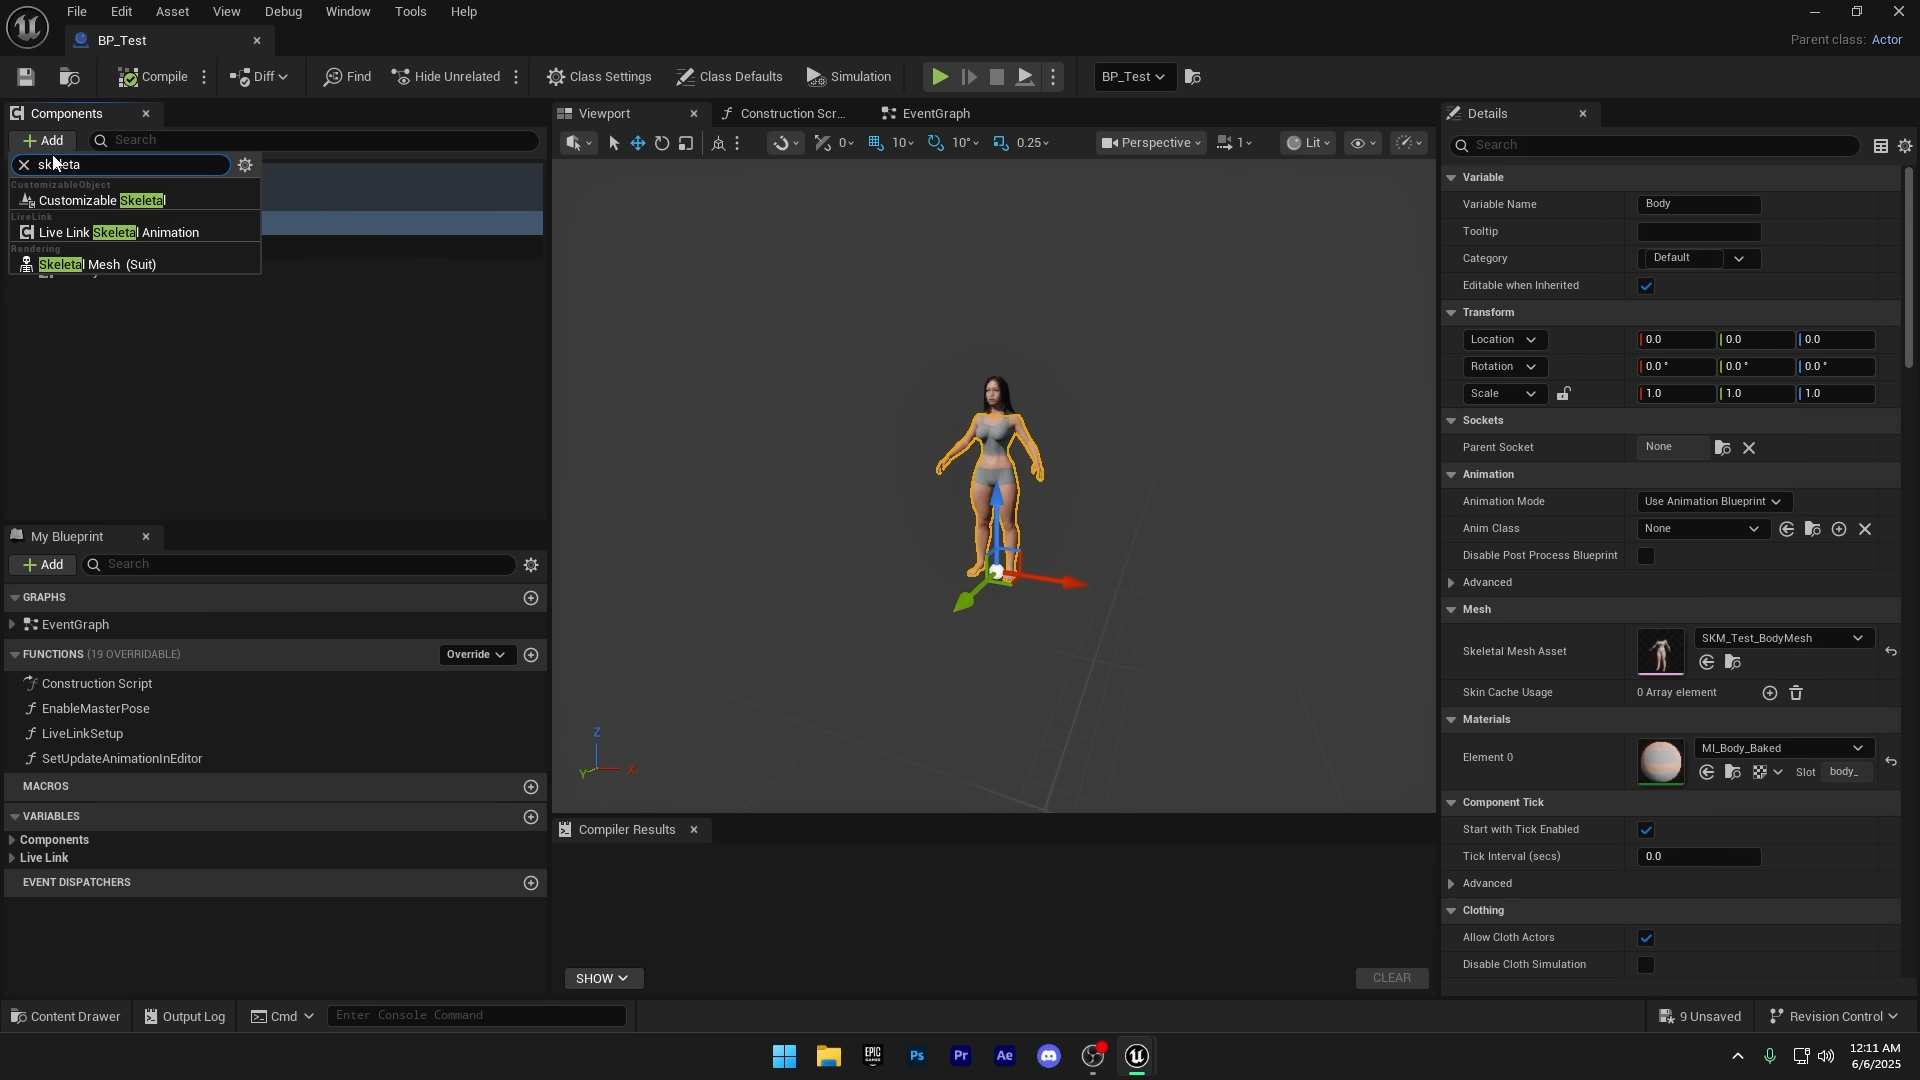 File Edit Asset View Debug Window Tools Help
BP_Test
Parent class: Actor
Compile Diff Find Hide Unrelated Class Settings Class Defaults Simulation BP_Test
Components
Add Search
CustomizableObject
Customizable Skeletal
LiveLink
Live Link Skeletal Animation
Rendering
Skeletal Mesh (Suit)
Viewport Construction Scr... EventGraph
0 10 10° 0.25 Perspective 1 Lit
Z
X
Y
My Blueprint
Add Search
GRAPHS
EventGraph
FUNCTIONS (19 OVERRIDABLE) Override
Construction Script
EnableMasterPose
LiveLinkSetup
SetUpdateAnimationInEditor
MACROS
VARIABLES
Components
Live Link
EVENT DISPATCHERS
Compiler Results
SHOW CLEAR
Details
Search
Variable
Variable Name Body
Tooltip
Category Default
Editable when Inherited
Transform
Location 0.0 0.0 0.0
Rotation 0.0 ° 0.0 ° 0.0 °
Scale 1.0 1.0 1.0
Sockets
Parent Socket None
Animation
Animation Mode Use Animation Blueprint
Anim Class None
Disable Post Process Blueprint
Advanced
Mesh
Skeletal Mesh Asset SKM_Test_BodyMesh
Skin Cache Usage 0 Array element
Materials
Element 0 MI_Body_Baked
Slot body_
Component Tick
Start with Tick Enabled
Tick Interval (secs) 0.0
Advanced
Clothing
Allow Cloth Actors
Disable Cloth Simulation
Content Drawer Output Log Cmd Enter Console Command 9 Unsaved Revision Control
EPIC GAMES Ps Pr Ae
12:11 AM
6/6/2025